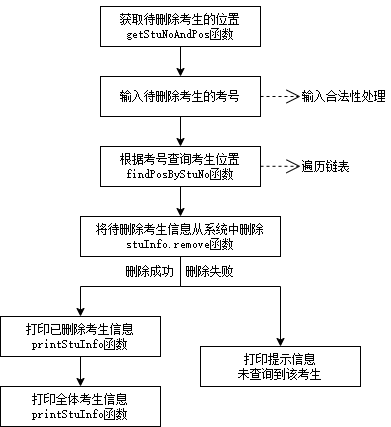 获取待删除考生的位置
getStuNoAndPos函数
输入待删除考生的考号
输入合法性处理
根据考号查询考生位置
findPosByStuNo函数
遍历链表
将待删除考生信息从系统中删除
stuInfo.remove函数
删除成功
删除失败
打印已删除考生信息
printStuInfo函数
打印提示信息
未查询到该考生
打印全体考生信息
printStuInfo函数